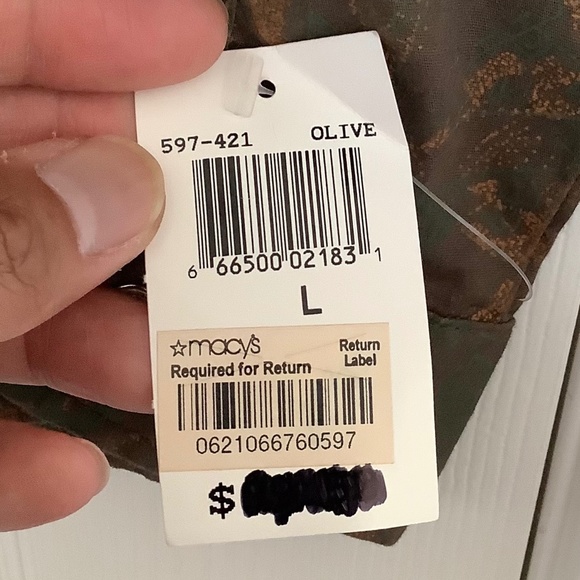 597-421 OLIVE
6 66500 02183 1
L
☆macy's Return
Required for Return Label
0621066760597
$